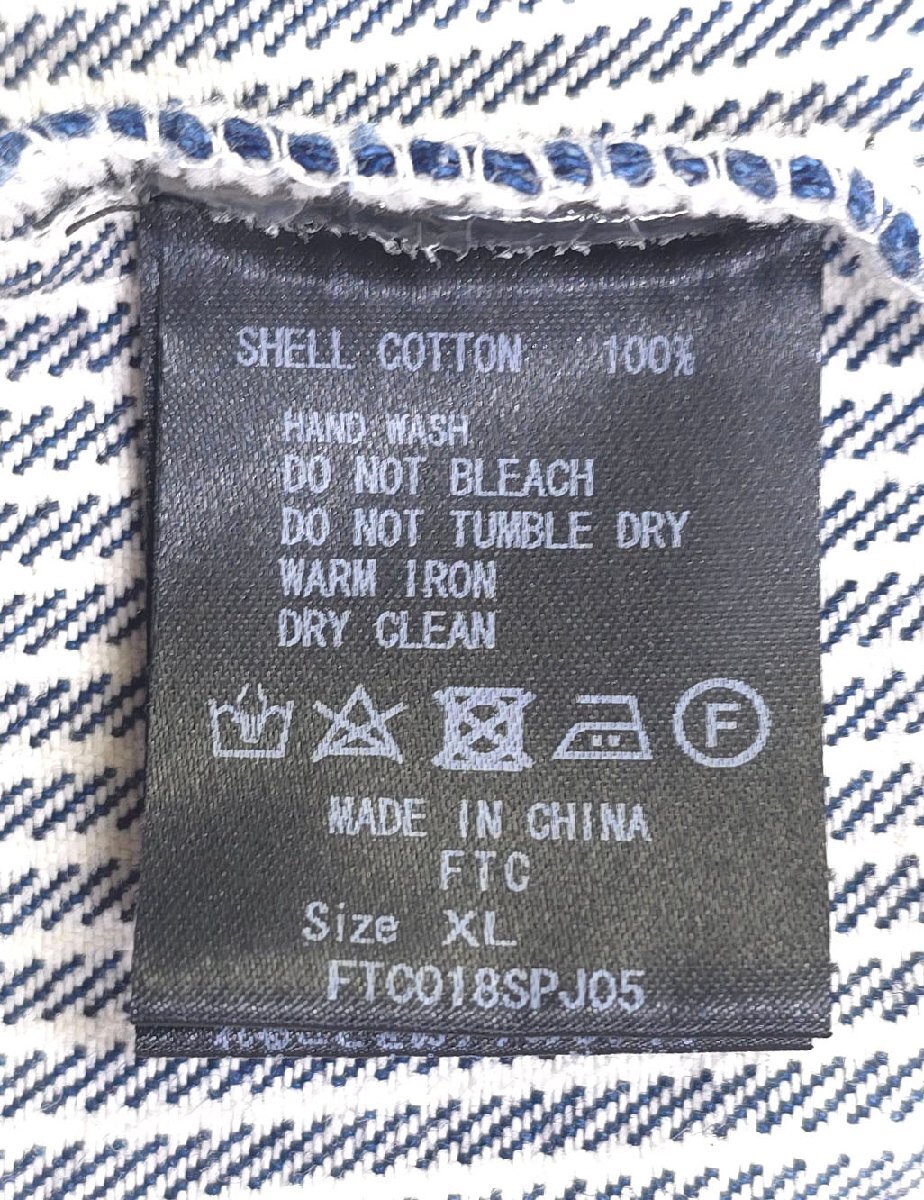 SHELL COTTON 100%
HAND WASH
DO NOT BLEACH
DO NOT TUMBLE DRY
WARM IRON
DRY CLEAN
F
MADE IN CHINA
FTC
Size XL
FTC018SPJ05